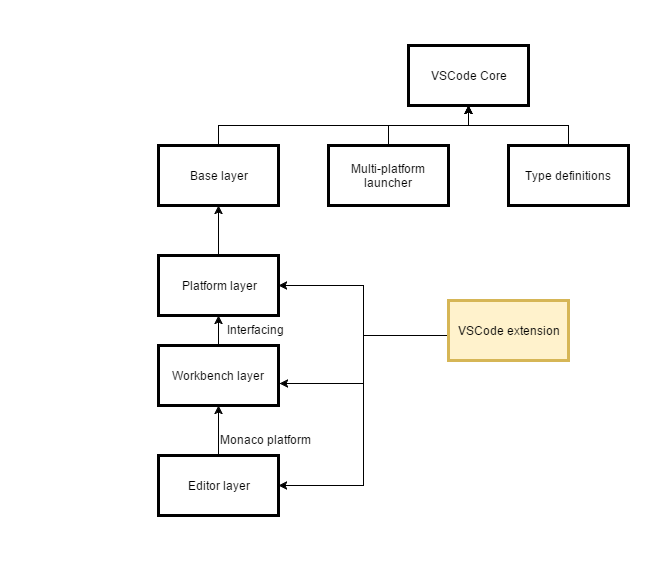 VSCode Core
Base layer
Multi-platform
launcher
Type definitions
Platform layer
Interfacing
VSCode extension
Workbench layer
Monaco platform
Editor layer